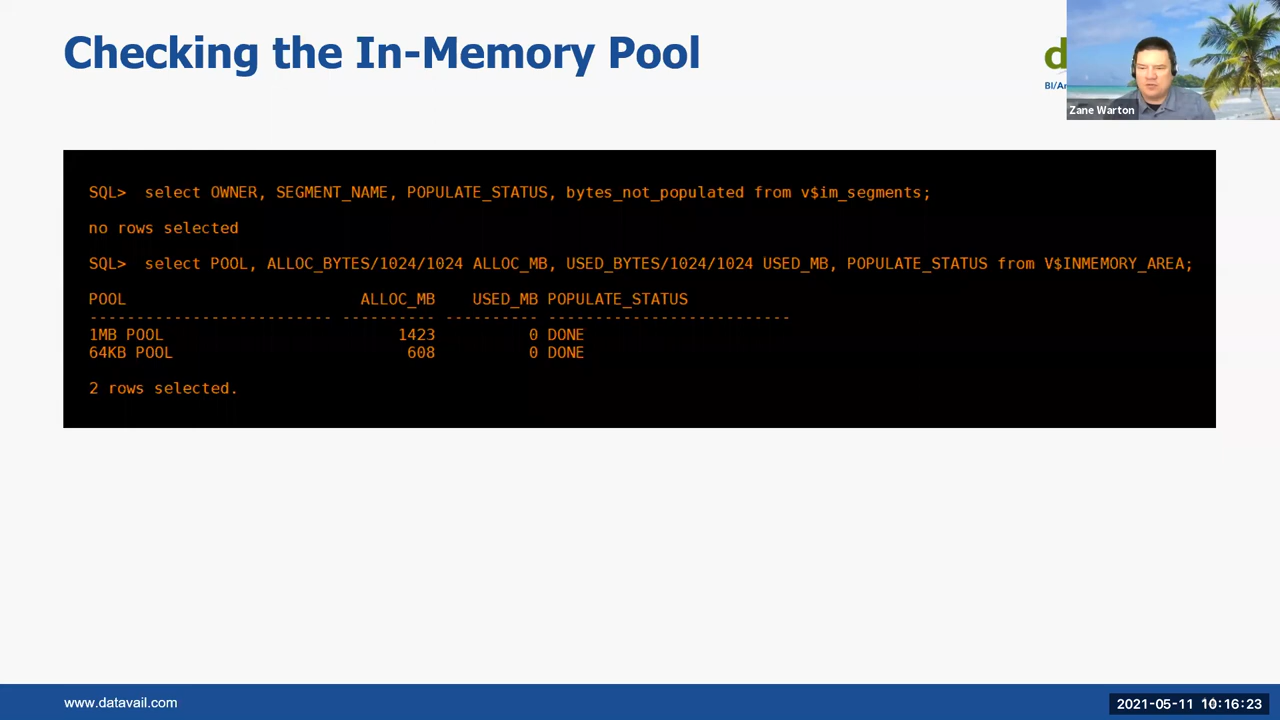 Checking the In-Memory Pool
d
BI/An
Zane Warton
SQL>  select OWNER, SEGMENT_NAME, POPULATE_STATUS, bytes_not_populated from v$im_segments;
no rows selected
SQL>  select POOL, ALLOC_BYTES/1024/1024 ALLOC_MB, USED_BYTES/1024/1024 USED_MB, POPULATE_STATUS from V$INMEMORY_AREA;
POOL                         ALLOC_MB    USED_MB POPULATE_STATUS
-------------------------- ---------- ---------- --------------------------
1MB POOL                         1423          0 DONE
64KB POOL                         608          0 DONE
2 rows selected.
www.datavail.com
2021-05-11 10:16:23